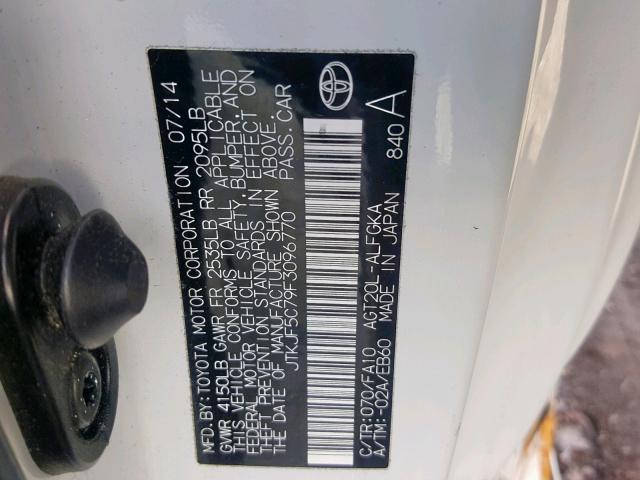 MFD.BY:TOYOTA MOTOR CORPORATION 07/14
GVWR 4150LB GAWR FR 2535LB RR 2095LB
THIS VEHICLE CONFORMS TO ALL APPLICABLE
FEDERAL MOTOR VEHICLE SAFETY, BUMPER, AND
THEFT PREVENTION STANDARDS IN EFFECT ON
THE DATE OF MANUFACTURE SHOWN ABOVE.
JTKJF5C79F3096770 PASS.CAR
C/TR:070/FA10 AGT20L-ALFGKA
A/TM:-02A/EB60 MADE IN JAPAN 840 A